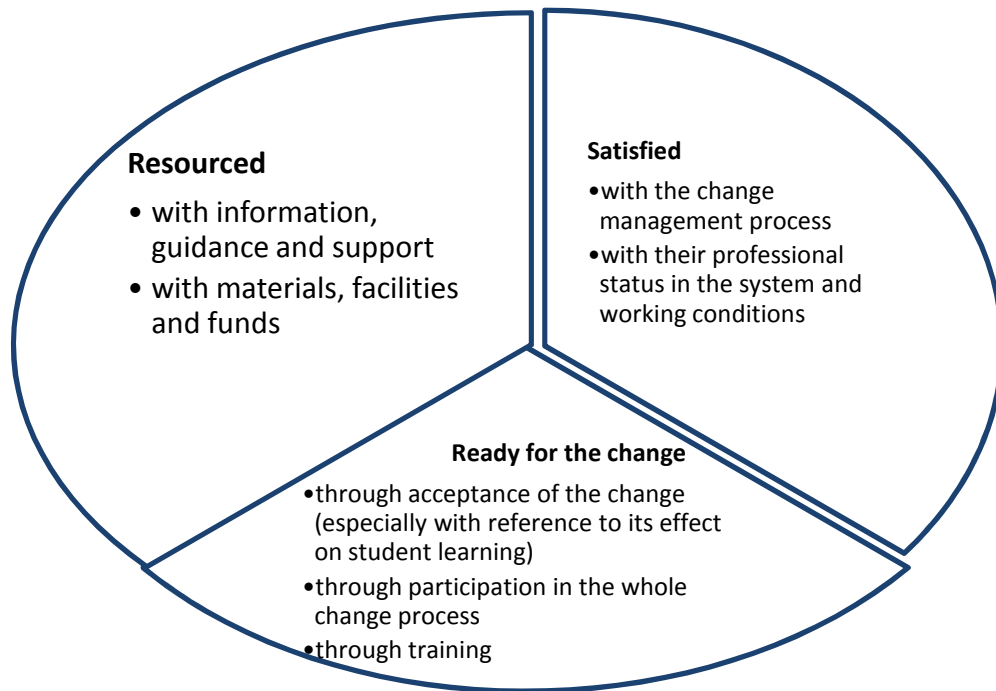 Resourced
• with information,
guidance and support
• with materials, facilities
and funds
Satisfied
•with the change
management process
•with their professional
status in the system and
working conditions
Ready for the change
•through acceptance of the change
(especially with reference to its effect
on student learning)
•through participation in the whole
change process
•through training